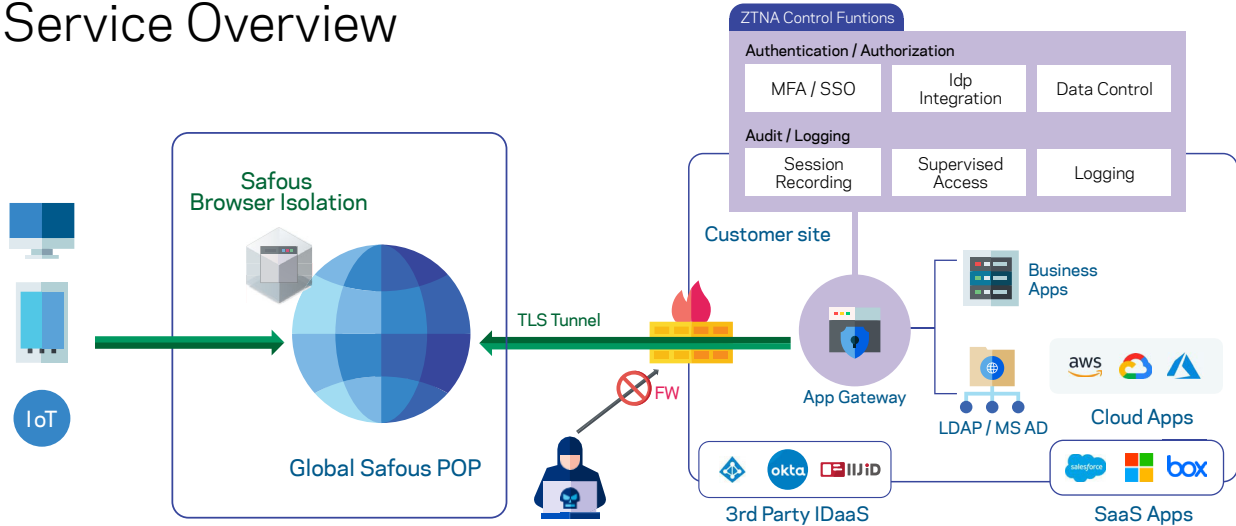 Service Overview
ZTNA Control Funtions
Authentication / Authorization
MFA / SSO
Idp
Integration
Data Control
Audit / Logging
Session
Recording
Supervised
Access
Logging
Safous
Browser Isolation
Customer site
Business
Apps
TLS Tunnel
FW
App Gateway
aws
IoT
LDAP / MS AD
Cloud Apps
Global Safous POP
okta
IIJiD
salesforce
box
3rd Party IDaaS
SaaS Apps